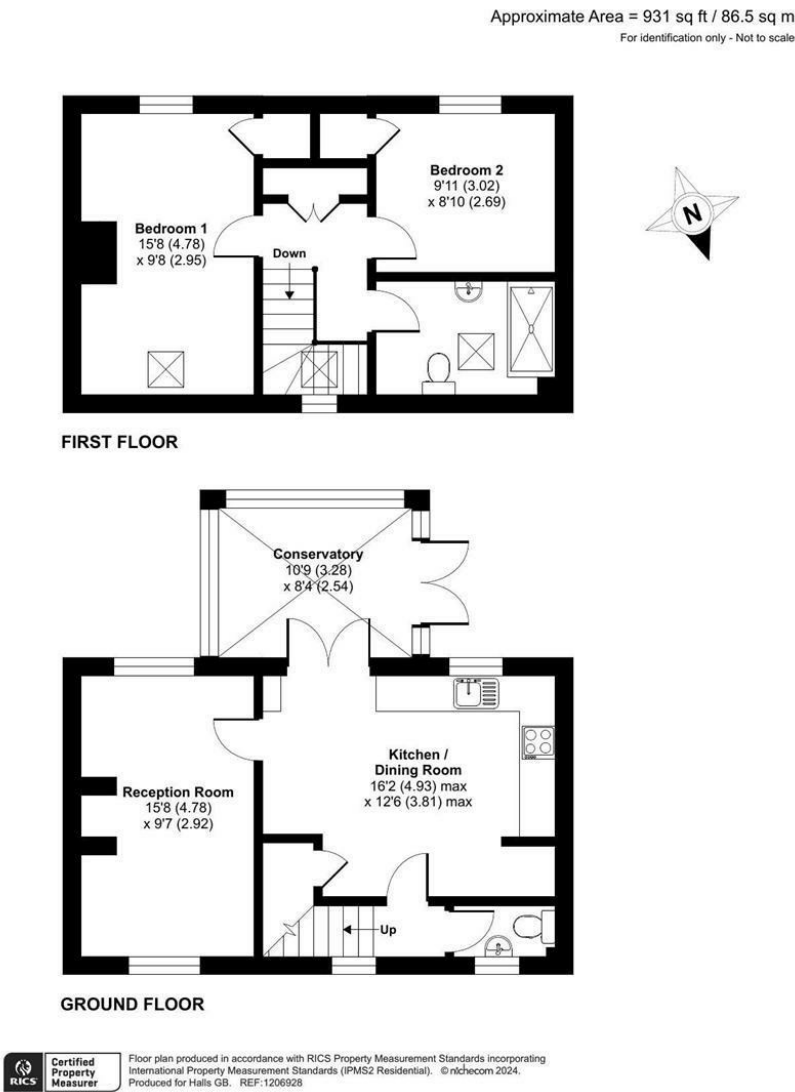 Approximate Area = 931 sq ft / 86.5 sq m
For identification only - Not to scale
Bedroom 1
15'8 (4.78)
x 9'8 (2.95)
Down
Bedroom 2
9'11 (3.02)
x 8'10 (2.69)
N
FIRST FLOOR
Conservatory
10'9 (3.28)
x 8'4 (2.54)
Reception Room
15'8 (4.78)
x 9'7 (2.92)
Kitchen /
Dining Room
16'2 (4.93) max
x 12'6 (3.81) max
Up
GROUND FLOOR
RICS
Certified
Property
Measurer
Floor plan produced in accordance with RICS Property Measurement Standards incorporating
International Property Measurement Standards (IPMS2 Residential). ©nıchecom 2024.
Produced for Halls GB. REF:1206928